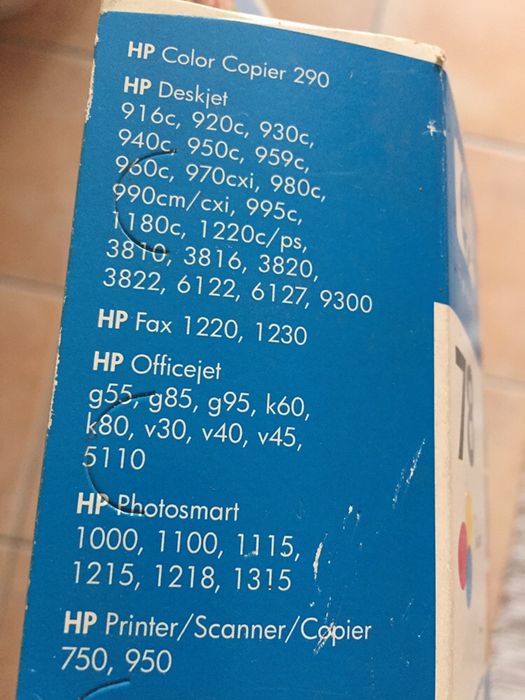 HP Color Copier 290
HP Deskjet
916c, 920c, 930c,
940c, 950c, 959c,
960c, 970cxi, 980c,
990cm/cxi, 995c,
1180c, 1220c/ps,
3810, 3816, 3820,
3822, 6122, 6127, 9300
HP Fax 1220, 1230
HP Officejet
g55, g85, g95, k60,
k80, v30, v40, v45,
5110
HP Photosmart
1000, 1100, 1115,
1215, 1218, 1315
HP Printer/Scanner/Copier
750, 950
78